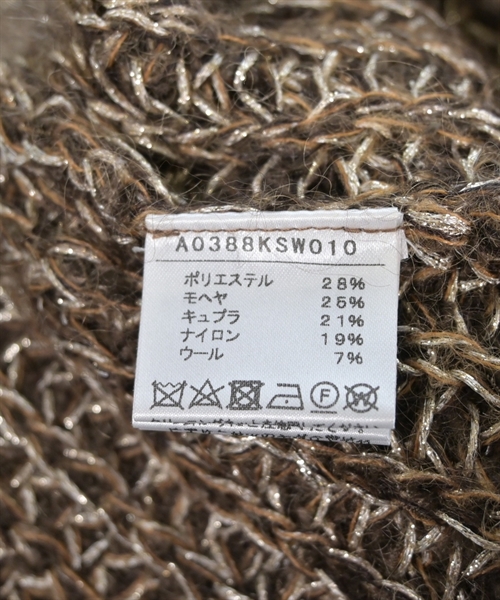 A0388KSW010
ポリエステル 28%
モヘヤ 25%
キュプラ 21%
ナイロン 19%
ウール 7%
F W